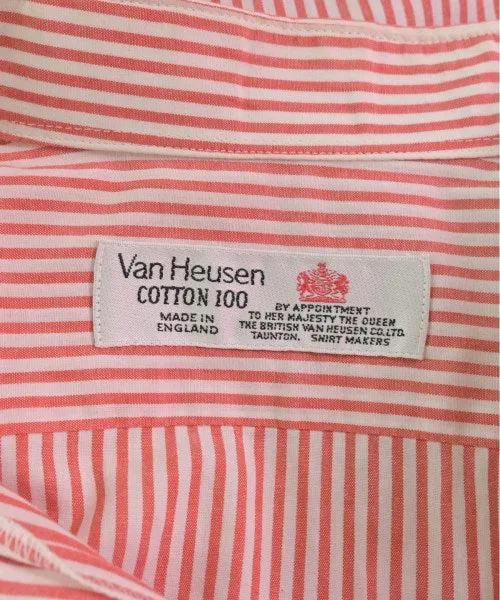 Van Heusen
COTTON 100
MADE IN
ENGLAND
BY APPOINTMENT
TO HER MAJESTY THE QUEEN
THE BRITISH VAN HEUSEN CO. LTD.
TAUNTON. SHIRT MAKERS